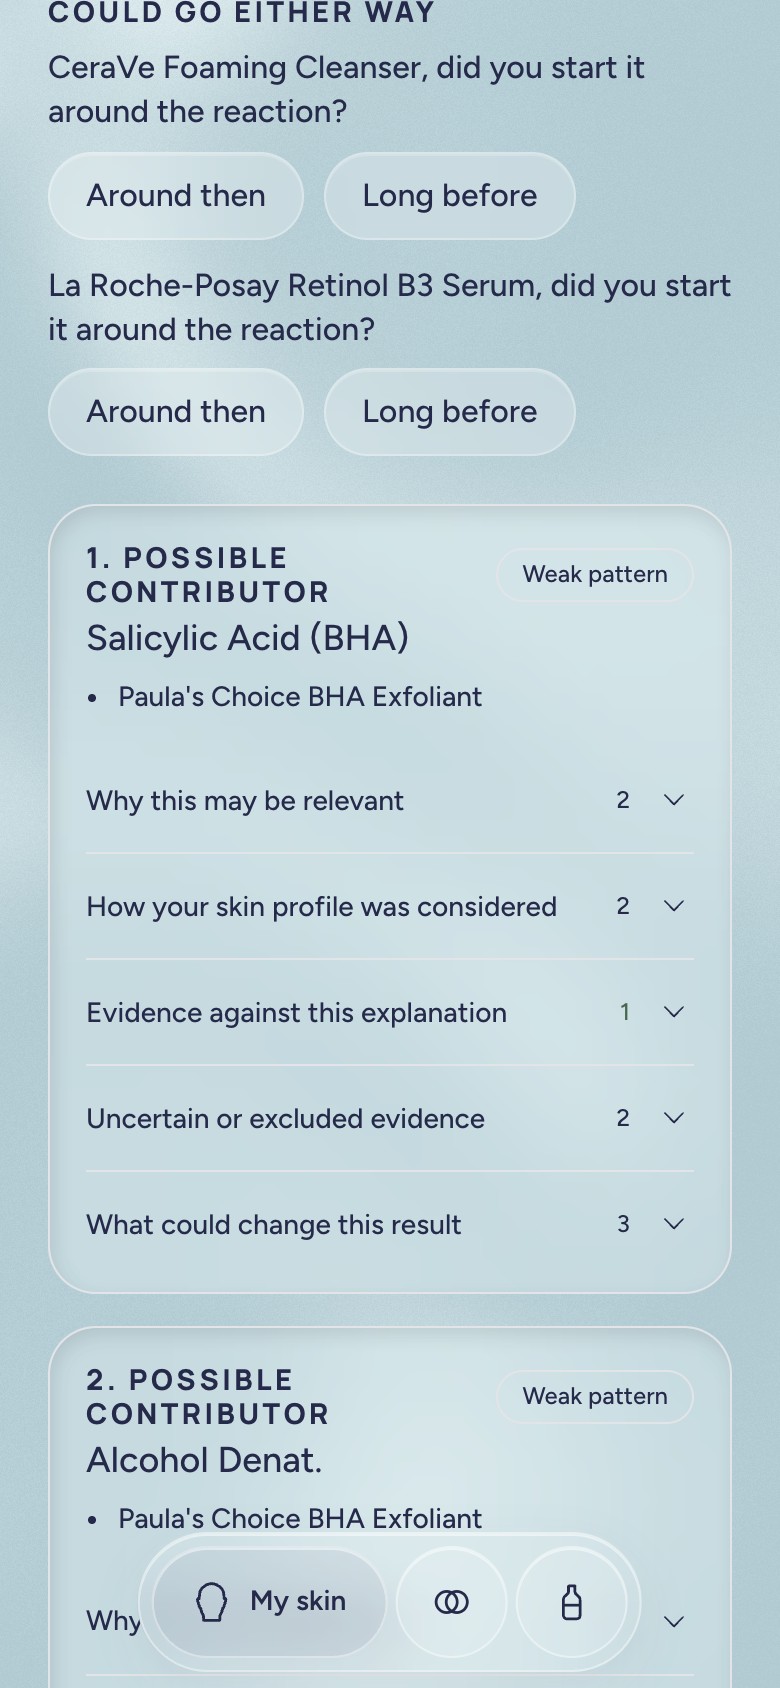 COULD GO EITHER WAY
CeraVe Foaming Cleanser, did you start it
around the reaction?
Around then
Long before
La Roche-Posay Retinol B3 Serum, did you start
it around the reaction?
Around then
Long before
1. POSSIBLE
CONTRIBUTOR
Weak pattern
Salicylic Acid (BHA)
• Paula's Choice BHA Exfoliant
Why this may be relevant 2
How your skin profile was considered 2
Evidence against this explanation 1
Uncertain or excluded evidence 2
What could change this result 3
2. POSSIBLE
CONTRIBUTOR
Weak pattern
Alcohol Denat.
• Paula's Choice BHA Exfoliant
Why
My skin